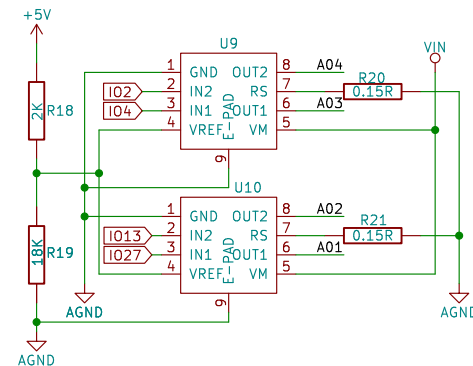 +5V
U9
VIN
1 GND OUT2 8 A04
IO2 2 IN2 RS 7 R20 0.15R
IO4 3 IN1 OUT1 6 A03
4 VREF VM 5
E-PAD
9
2K R18
U10
1 GND OUT2 8 A02
IO13 2 IN2 RS 7 R21 0.15R
IO27 3 IN1 OUT1 6 A01
4 VREF VM 5
E-PAD
9
18K R19
AGND
AGND
AGND